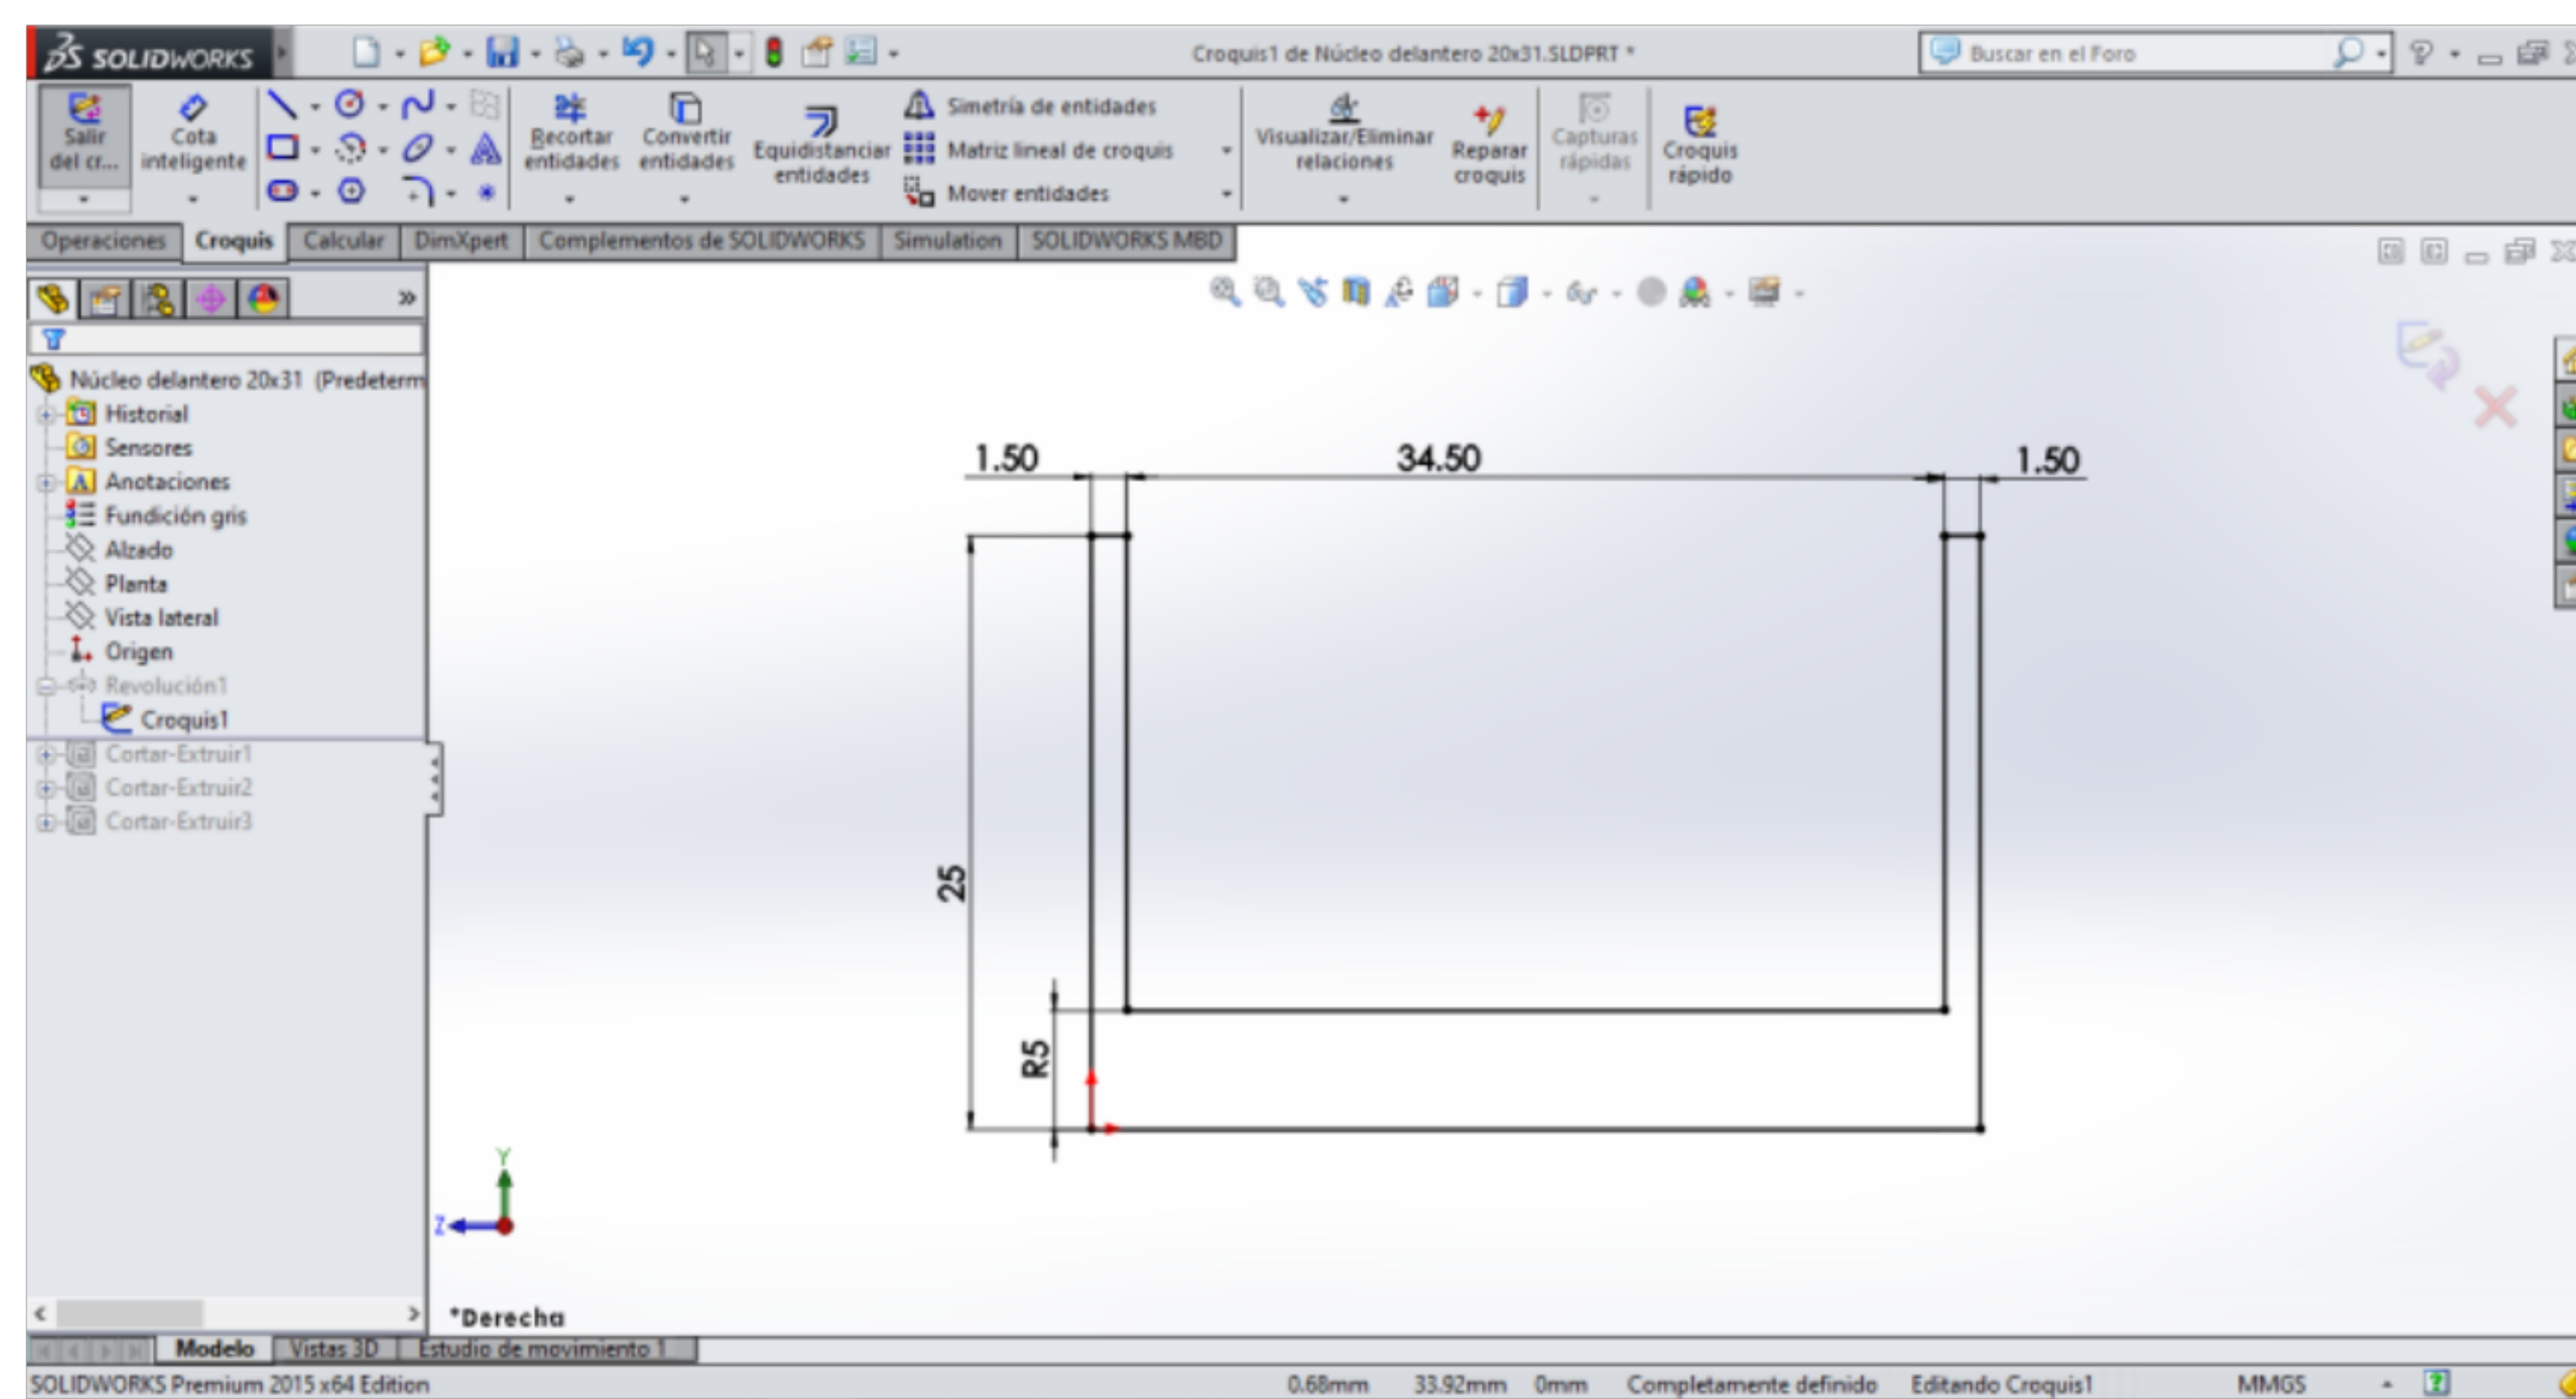 SOLIDWORKS
Croquis1 de Núcleo delantero 20x31.SLDPRT *
Buscar en el Foro
Salir
del cr...
Cota
inteligente
Recortar
entidades
Convertir
entidades
Equidistanciar
entidades
Simetría de entidades
Matriz lineal de croquis
Mover entidades
Visualizar/Eliminar
relaciones
Reparar
croquis
Capturas
rápidas
Croquis
rápido
Operaciones Croquis Calcular DimXpert Complementos de SOLIDWORKS Simulation SOLIDWORKS MBD
Núcleo delantero 20x31 (Predeterm
Historial
Sensores
Anotaciones
Fundición gris
Alzado
Planta
Vista lateral
Origen
Revolución1
Croquis1
Cortar-Extruir1
Cortar-Extruir2
Cortar-Extruir3
1.50 34.50 1.50
25
R5
Y
Z
*Derecha
Modelo Vistas 3D Estudio de movimiento 1
SOLIDWORKS Premium 2015 x64 Edition 0.68mm 33.92mm 0mm Completamente definido Editando Croquis1 MMGS